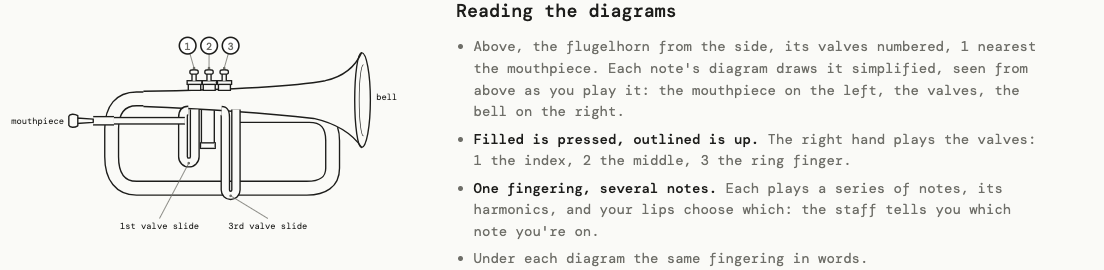 1 2 3
bell
mouthpiece
1st valve slide 3rd valve slide
Reading the diagrams
• Above, the flugelhorn from the side, its valves numbered, 1 nearest
the mouthpiece. Each note's diagram draws it simplified, seen from
above as you play it: the mouthpiece on the left, the valves, the
bell on the right.
• Filled is pressed, outlined is up. The right hand plays the valves:
1 the index, 2 the middle, 3 the ring finger.
• One fingering, several notes. Each plays a series of notes, its
harmonics, and your lips choose which: the staff tells you which
note you're on.
• Under each diagram the same fingering in words.